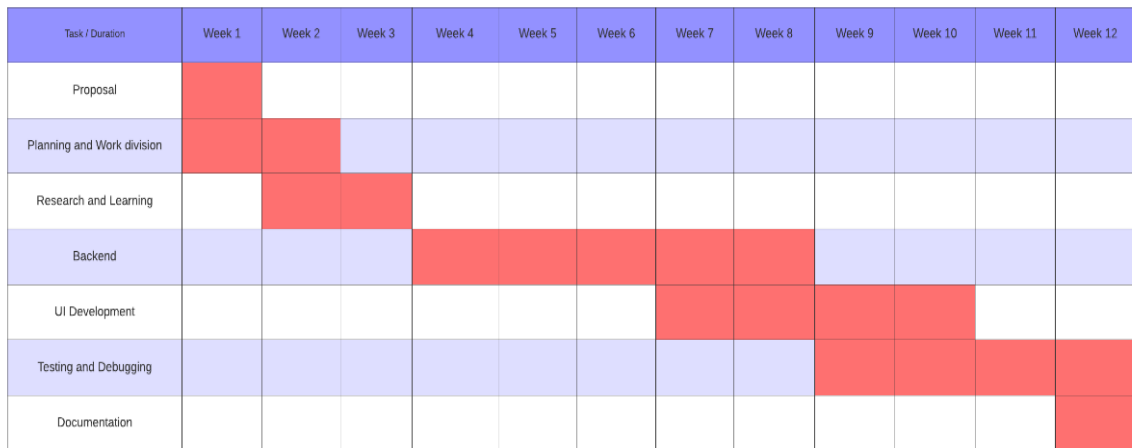 Task / Duration Week 1 Week 2 Week 3 Week 4 Week 5 Week 6 Week 7 Week 8 Week 9 Week 10 Week 11 Week 12
Proposal
Planning and Work division
Research and Learning
Backend
UI Development
Testing and Debugging
Documentation